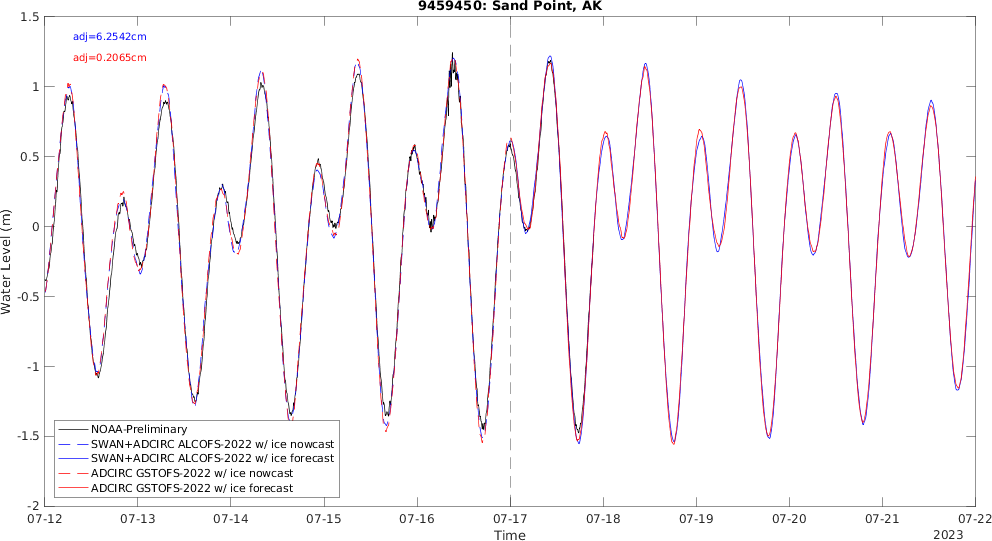 9459450: Sand Point, AK
adj=6.2542cm
adj=0.2065cm
1.5
1
0.5
0
-0.5
-1
-1.5
-2
Water Level (m)
NOAA-Preliminary
SWAN+ADCIRC ALCOFS-2022 w/ ice nowcast
SWAN+ADCIRC ALCOFS-2022 w/ ice forecast
ADCIRC GSTOFS-2022 w/ ice nowcast
ADCIRC GSTOFS-2022 w/ ice forecast
07-12 07-13 07-14 07-15 07-16 07-17 07-18 07-19 07-20 07-21 07-22
Time
2023